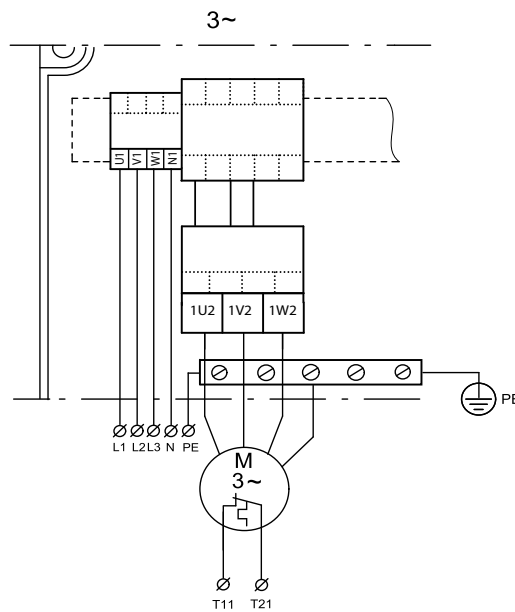 3~
U1 V1 W1 N1
1U2 1V2 1W2
PE
L1 L2 L3 N PE
M
3~
T11 T21